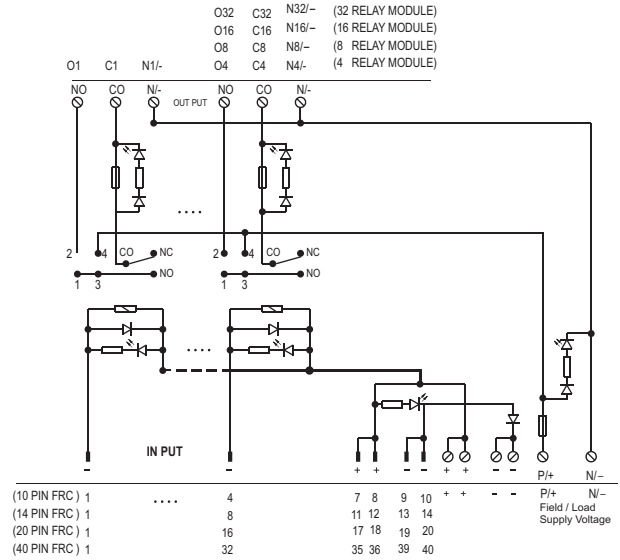 O32 C32 N32/– (32 RELAY MODULE)
O16 C16 N16/– (16 RELAY MODULE)
O8 C8 N8/– (8 RELAY MODULE)
O1 C1 N1/- O4 C4 N4/- (4 RELAY MODULE)
NO CO N/- OUT PUT NO CO N/-
....
2 4 CO NC 2 4 CO NC
NO NO
1 3 1 3
....
IN PUT
– – + + – – + + – – P/+ N/–
(10 PIN FRC ) 1 .... 4 7 8 9 10 + + – – P/+ N/–
(14 PIN FRC ) 1 8 11 12 13 14 Field / Load
(20 PIN FRC ) 1 16 17 18 19 20 Supply Voltage
(40 PIN FRC ) 1 32 35 36 39 40